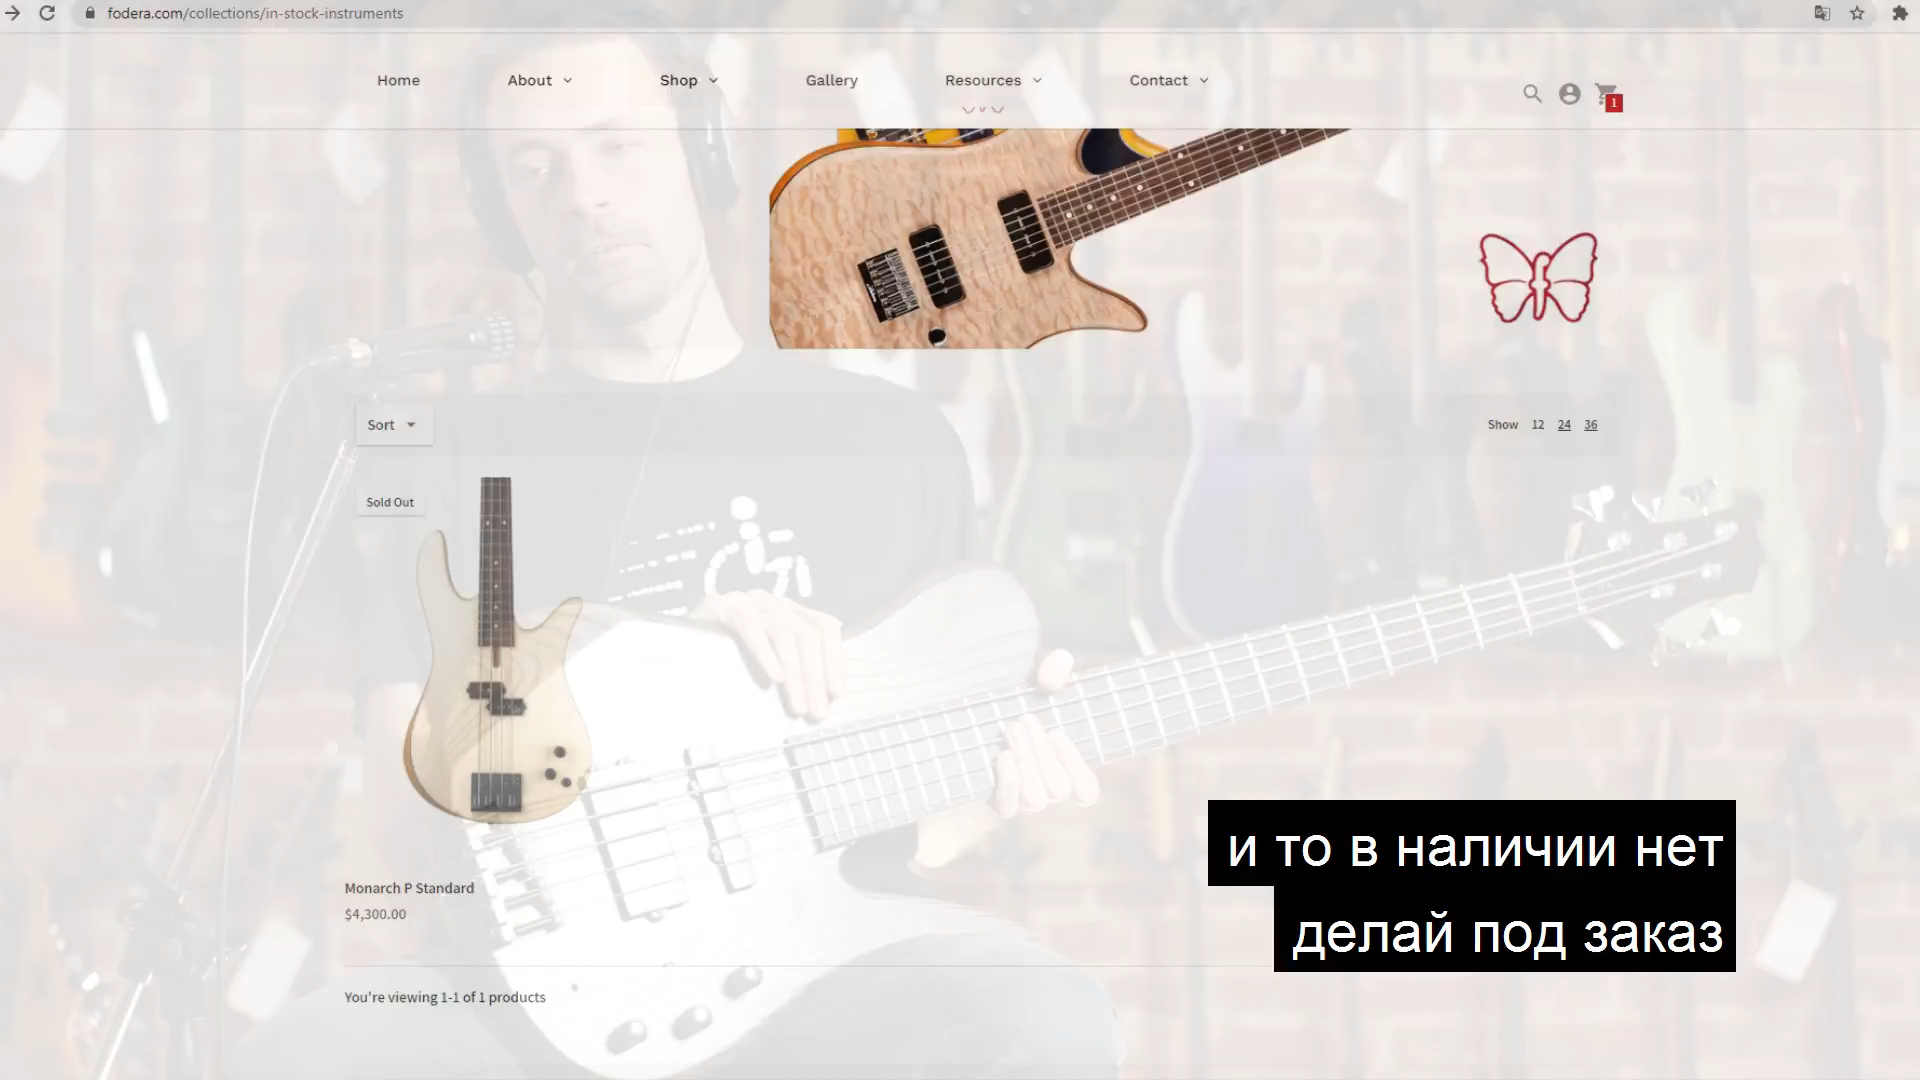 fodera.com/collections/in-stock-instruments
Home About Shop Gallery Resources Contact
1
Sort
Show 12 24 36
Sold Out
Monarch P Standard
$4,300.00
и то в наличии нет
делай под заказ
You're viewing 1-1 of 1 products